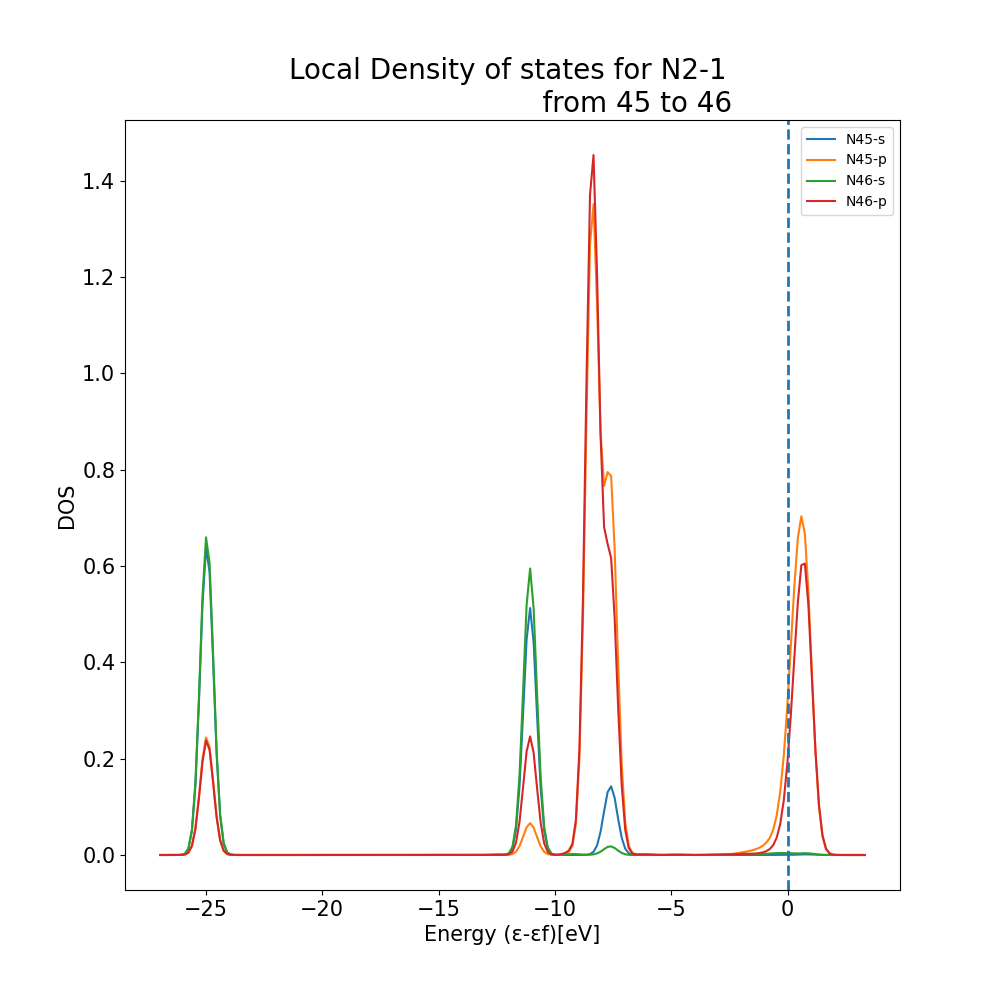 Local Density of states for N2-1
from 45 to 46
N45-s
N45-p
N46-s
N46-p
DOS
1.4
1.2
1.0
0.8
0.6
0.4
0.2
0.0
−25
−20
−15
−10
−5
0
Energy (ε-εf)[eV]